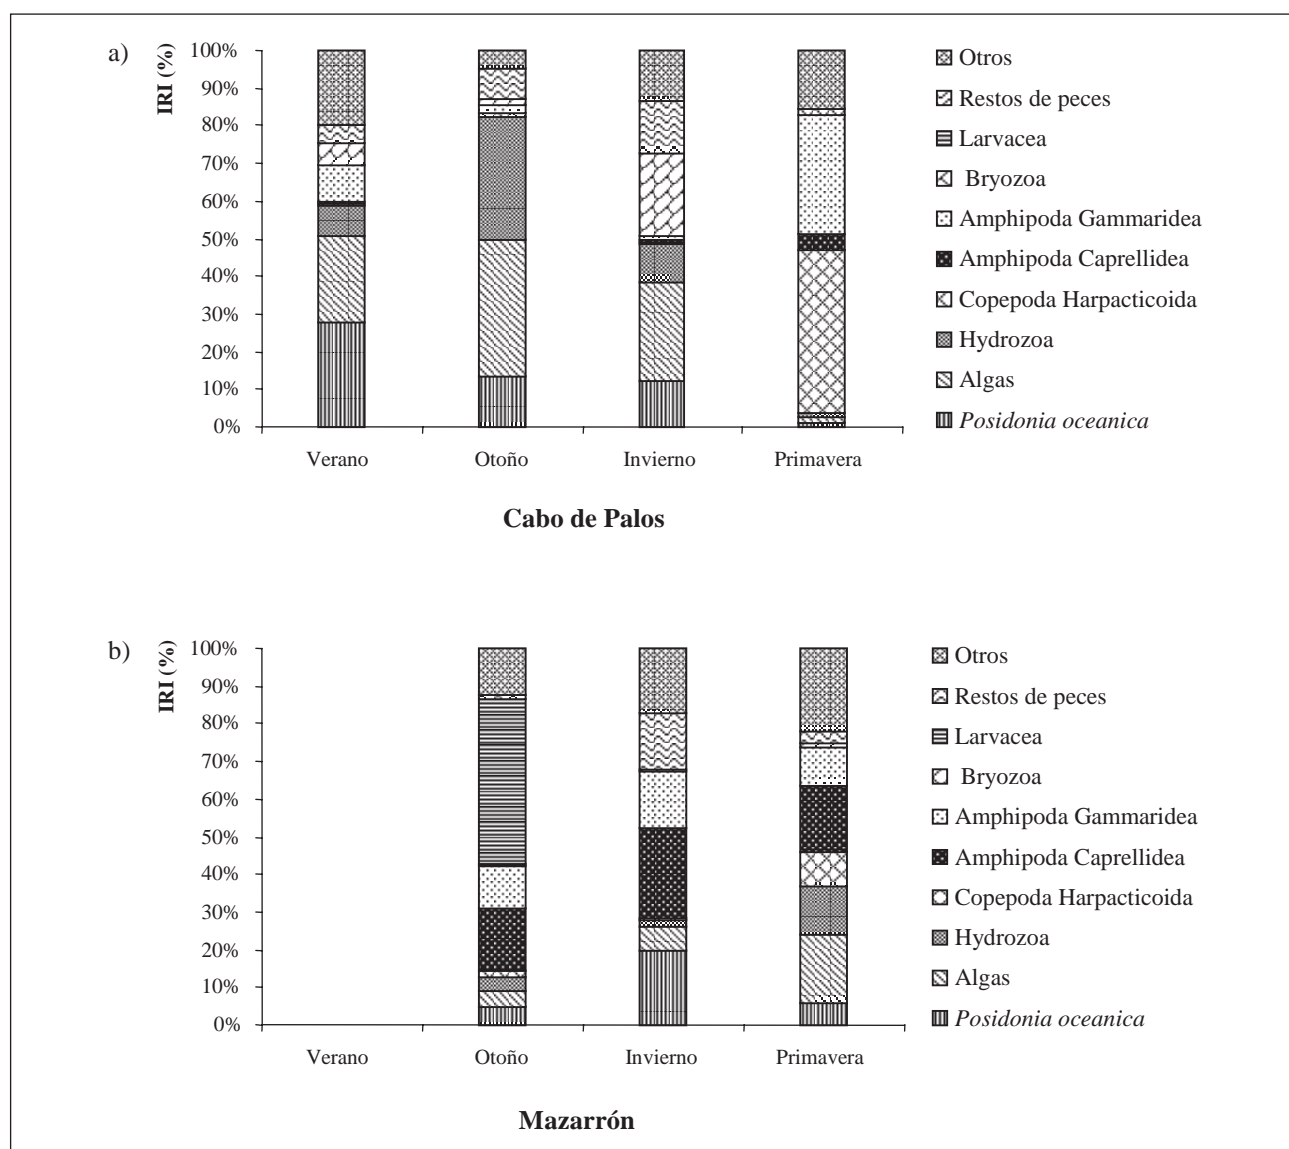 a)
IRI (%)
100%
90%
80%
70%
60%
50%
40%
30%
20%
10%
0%
Verano
Otoño
Invierno
Primavera
Otros
Restos de peces
Larvacea
Bryozoa
Amphipoda Gammaridea
Amphipoda Caprellidea
Copepoda Harpacticoida
Hydrozoa
Algas
Posidonia oceanica
Cabo de Palos
b)
IRI (%)
100%
90%
80%
70%
60%
50%
40%
30%
20%
10%
0%
Verano
Otoño
Invierno
Primavera
Otros
Restos de peces
Larvacea
Bryozoa
Amphipoda Gammaridea
Amphipoda Caprellidea
Copepoda Harpacticoida
Hydrozoa
Algas
Posidonia oceanica
Mazarrón